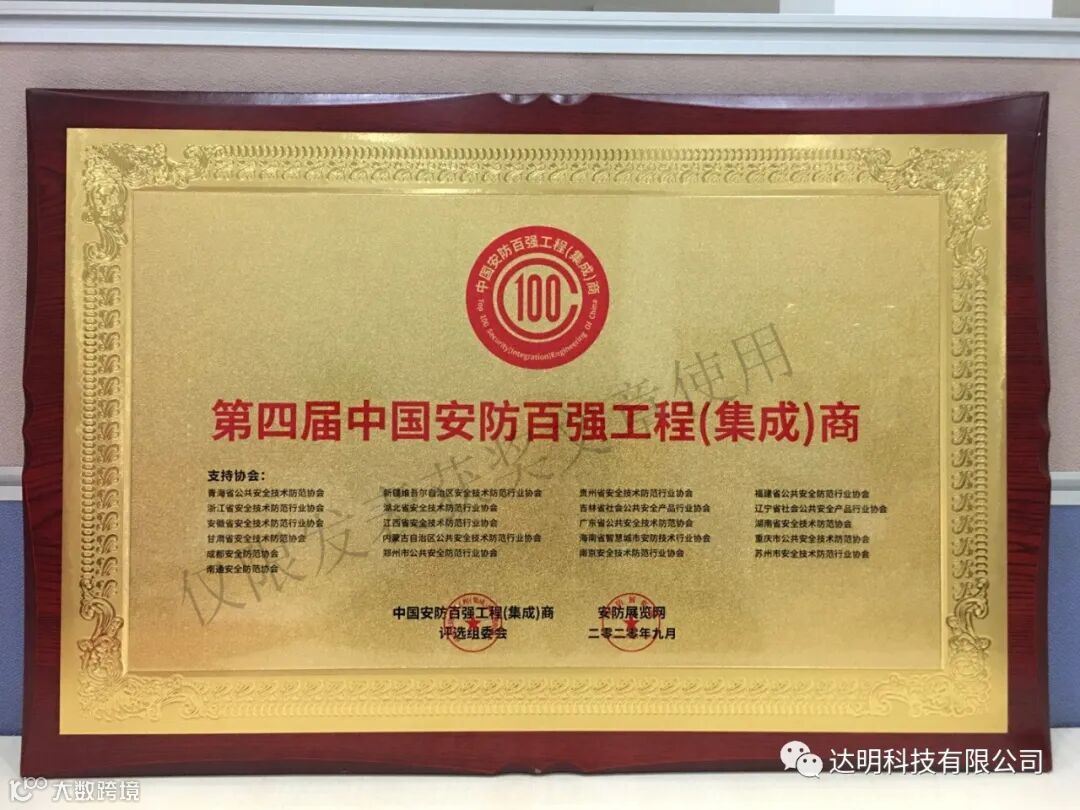 中国安防百强工程(集成)商
100
Top 100 Security(Integration)Engineering Of China
第四届中国安防百强工程(集成)商
支持协会：
青海省公共安全技术防范协会 新疆维吾尔自治区安全技术防范行业协会 贵州省安全技术防范行业协会 福建省公共安全防范行业协会
浙江省安全技术防范行业协会 湖北省安全技术防范行业协会 吉林省社会公共安全产品行业协会 辽宁省社会公共安全产品行业协会
安徽省安全技术防范行业协会 江西省安全技术防范协会 广东省公共安全技术防范协会 湖南省安全技术防范协会
甘肃省安全技术防范协会 内蒙古自治区公共安全技术防范行业协会 海南省智慧城市安防技术行业协会 重庆市公共安全技术防范协会
成都安全防范协会 郑州市公共安全防范行业协会 南京安全技术防范行业协会 苏州市安全技术防范行业协会
南通安全防范协会
中国安防百强工程(集成)商 安防展览网
评选组委会 二零二零年九月
仅限发表获奖文章使用
达明科技有限公司
大数跨境